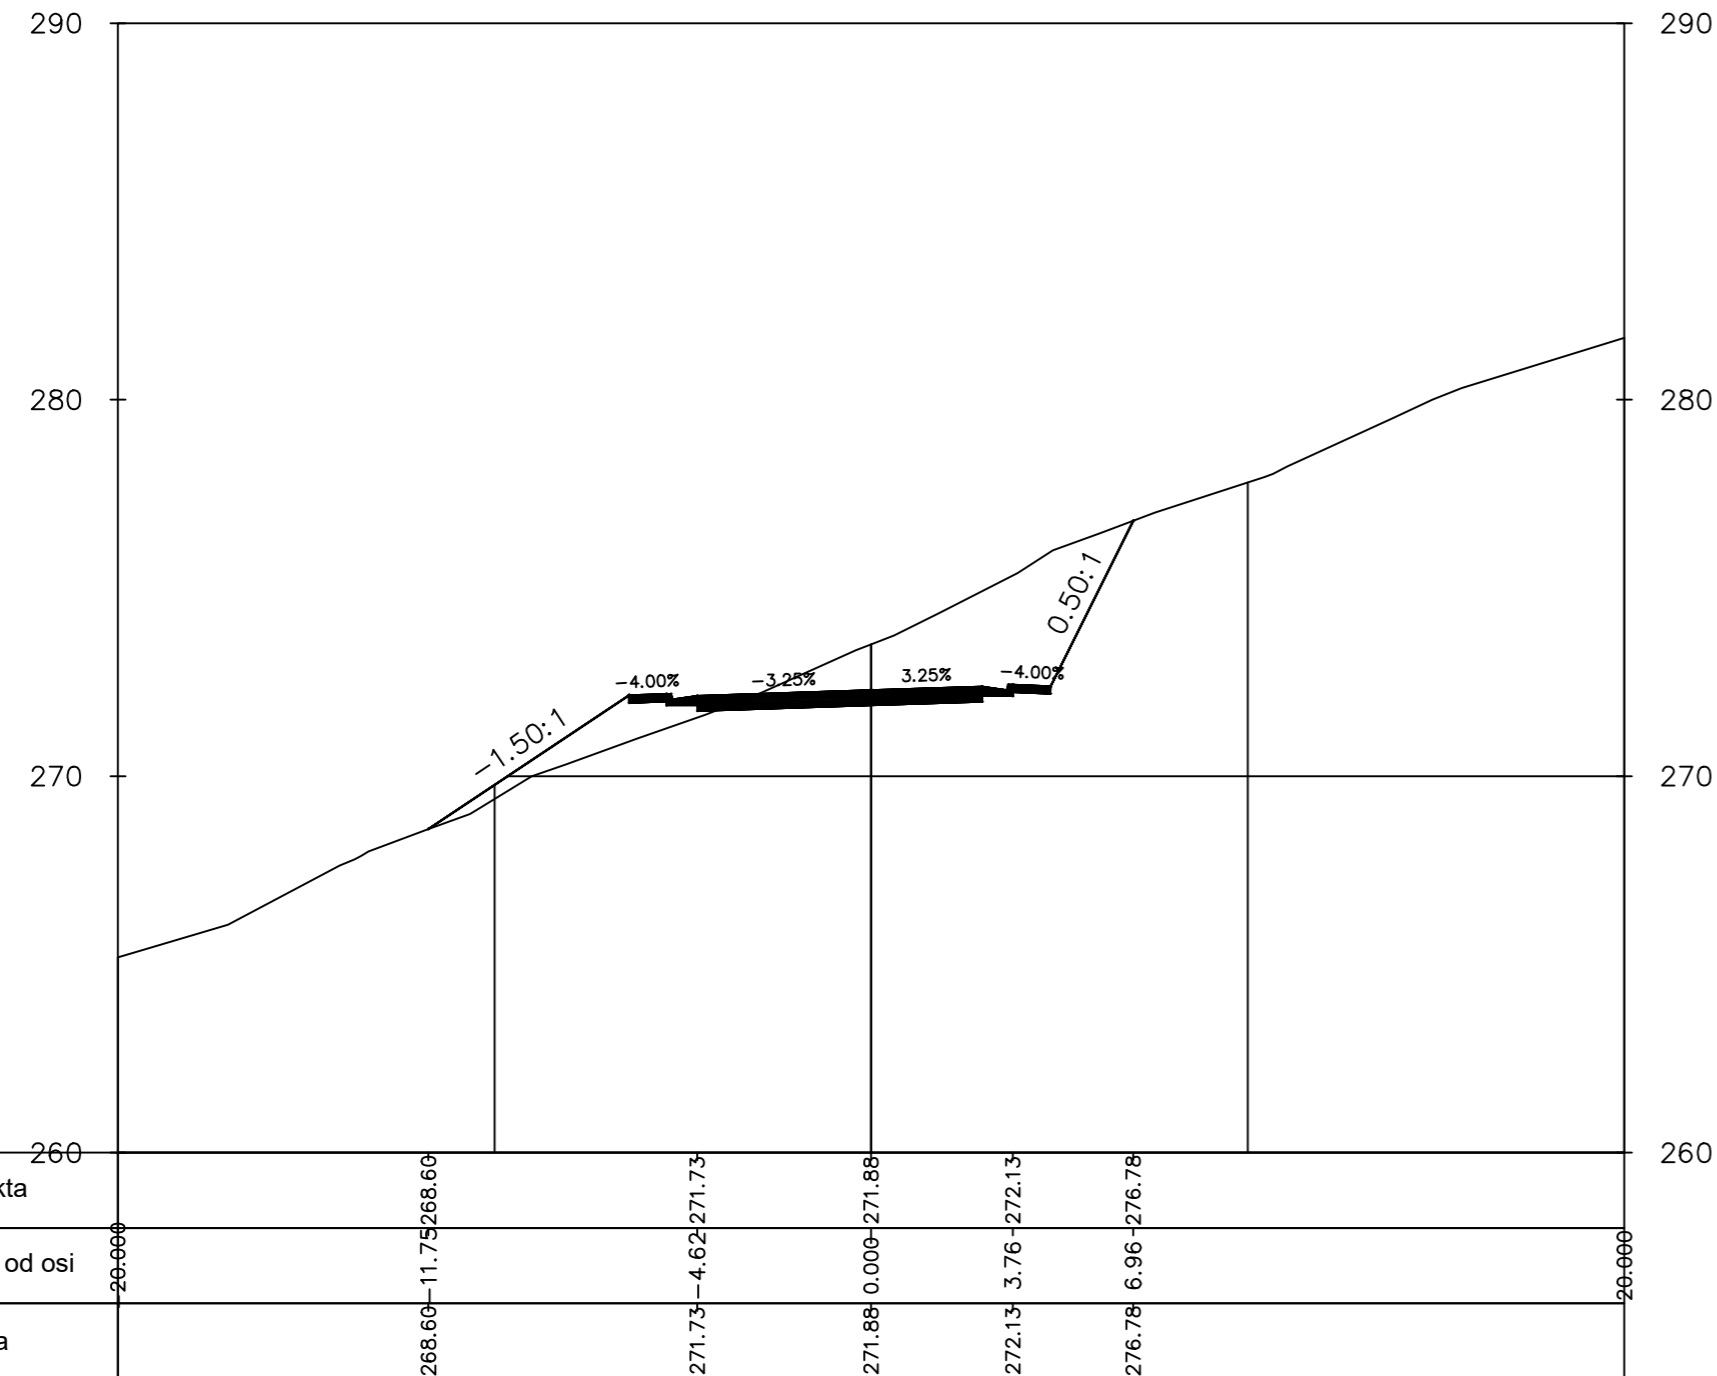 290 290
280 280
-4.00% -3.25% 3.25% -4.00%
0.50:1
-1.50:1
270 270
260 260
kta 268.60 271.73 271.88 272.13 276.78
od osi 20.000 -11.75 -4.62 0.000 3.76 6.96 20.000
a 268.60 271.73 271.88 272.13 276.78